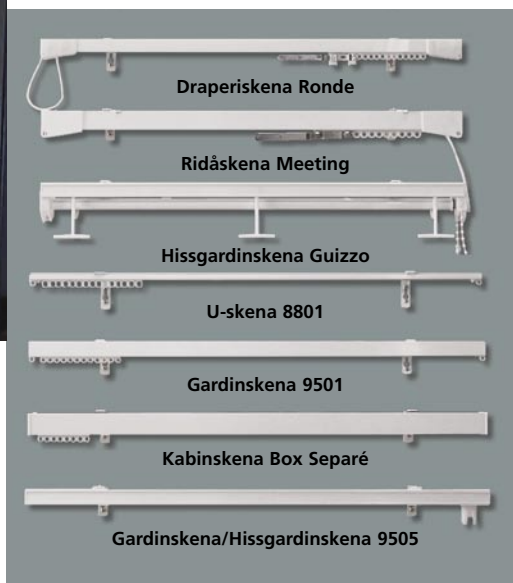 Draperiskena Ronde
Ridåskena Meeting
Hissgardinskena Guizzo
U-skena 8801
Gardinskena 9501
Kabinskena Box Separé
Gardinskena/Hissgardinskena 9505